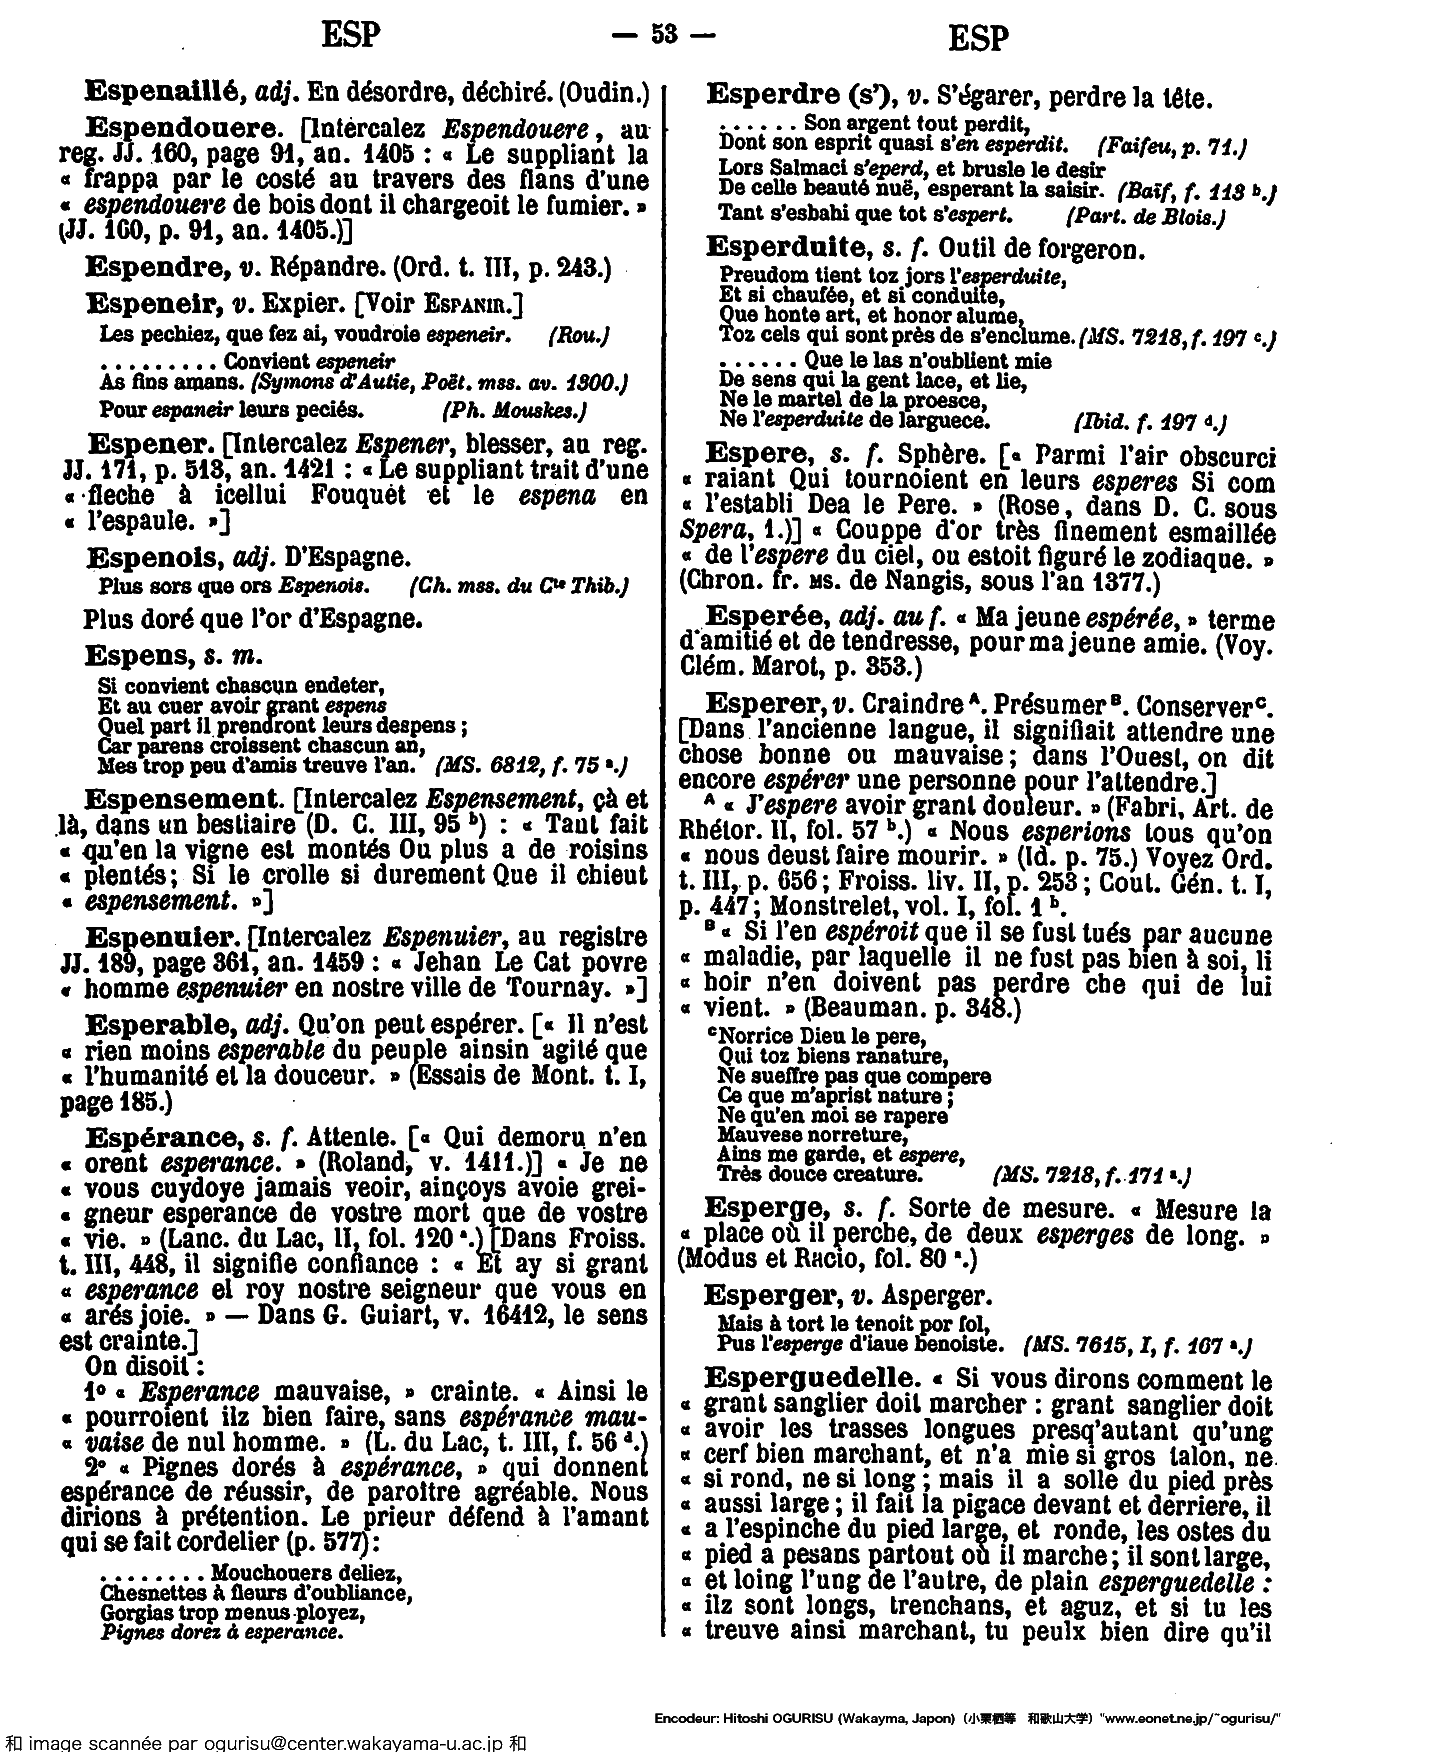 ESP — 53 — ESP
Espenaillé, adj. En désordre, déchiré. (Oudin.)
Espendouere. [Intercalez Espendouere, au
reg. JJ. 160, page 91, an. 1405 : « Le suppliant la
« frappa par le costé au travers des flans d'une
« espendouere de bois dont il chargeoit le fumier. »
(JJ. 160, p. 91, an. 1405.)]
Espendre, v. Répandre. (Ord. t. III, p. 243.)
Espeneir, v. Expier. [Voir ESPANIR.]
Les pechiez, que fez ai, voudroie espeneir. (Rou.)
. . . . . . . . . Convient espeneir
As fins amans. (Symons d'Autie, Poët. mss. av. 1300.)
Pour espaneir leurs peciés. (Ph. Mouskes.)
Espener. [Intercalez Espener, blesser, au reg.
JJ. 171, p. 513, an. 1421 : « Le suppliant trait d'une
« fleche à icellui Fouquet et le espena en
« l'espaule. »]
Espenois, adj. D'Espagne.
Plus sors que ors Espenois. (Ch. mss. du Cte Thib.)
Plus doré que l'or d'Espagne.
Espens, s. m.
Si convient chascun endeter,
Et au cuer avoir grant espens
Quel part il prendront leurs despens ;
Car parens croissent chascun an,
Mes trop peu d'amis treuve l'an. (MS. 6812, f. 75 a.)
Espensement. [Intercalez Espensement, çà et
là, dans un bestiaire (D. C. III, 95 b) : « Taut fait
« qu'en la vigne est montés Ou plus a de roisins
« plentés ; Si le crolle si durement Que il chieut
« espensement. »]
Espenuier. [Intercalez Espenuier, au registre
JJ. 189, page 361, an. 1459 : « Jehan Le Cat povre
« homme espenuier en nostre ville de Tournay. »]
Esperable, adj. Qu'on peut espérer. [« Il n'est
« rien moins esperable du peuple ainsin agité que
« l'humanité et la douceur. » (Essais de Mont. t. I,
page 185.)
Espérance, s. f. Attente. [« Qui demoru n'en
« orent esperance. » (Roland, v. 1411.)] « Je ne
« vous cuydoye jamais veoir, ainçoys avoie grei-
« gneur esperance de vostre mort que de vostre
« vie. » (Lanc. du Lac, II, fol. 120 a.) [Dans Froiss.
t. III, 448, il signifie confiance : « Et ay si grant
« esperance el roy nostre seigneur que vous en
« arés joie. » — Dans G. Guiart, v. 16412, le sens
est crainte.]
On disoit :
1º « Esperance mauvaise, » crainte. « Ainsi le
« pourroient ilz bien faire, sans espérance mau-
« vaise de nul homme. » (L. du Lac, t. III, f. 56 d.)
2º « Pignes dorés à espérance, » qui donnent
espérance de réussir, de paroître agréable. Nous
dirions à prétention. Le prieur défend à l'amant
qui se fait cordelier (p. 577) :
. . . . . . . . Mouchouers deliez,
Chesnettes à fleurs d'oubliance,
Gorgias trop menus ployez,
Pignes dorez à esperance.
Esperdre (s'), v. S'égarer, perdre la tête.
. . . . . . Son argent tout perdit,
Dont son esprit quasi s'en esperdit. (Faifeu, p. 71.)
Lors Salmaci s'eperd, et brusle le desir
De celle beauté nuë, esperant la saisir. (Baïf, f. 113 b.)
Tant s'esbahi que tot s'espert. (Part. de Blois.)
Esperduite, s. f. Outil de forgeron.
Preudom tient toz jors l'esperduite,
Et si chaufée, et si conduite,
Que honte art, et honor alume,
Toz cels qui sont près de s'enclume. (MS. 7218, f. 197 c.)
. . . . . . Que le las n'oublient mie
De sens qui la gent lace, et lie,
Ne le martel de la proesce,
Ne l'esperduite de larguece. (Ibid. f. 197 d.)
Espere, s. f. Sphère. [« Parmi l'air obscurci
« raiant Qui tournoient en leurs esperes Si com
« l'establi Dea le Pere. » (Rose, dans D. C. sous
Spera, 1.)] « Couppe d'or très finement esmaillée
« de l'espere du ciel, ou estoit figuré le zodiaque. »
(Chron. fr. MS. de Nangis, sous l'an 1377.)
Esperée, adj. au f. « Ma jeune espérée, » terme
d'amitié et de tendresse, pour ma jeune amie. (Voy.
Clém. Marot, p. 353.)
Esperer, v. Craindre A. Présumer B. Conserver C.
[Dans l'ancienne langue, il signifiait attendre une
chose bonne ou mauvaise ; dans l'Ouest, on dit
encore espérer une personne pour l'attendre.]
A « J'espere avoir grant douleur. » (Fabri, Art. de
Rhétor. II, fol. 57 b.) « Nous esperions tous qu'on
« nous deust faire mourir. » (Id. p. 75.) Voyez Ord.
t. III, p. 656 ; Froiss. liv. II, p. 253 ; Cout. Gén. t. I,
p. 447 ; Monstrelet, vol. I, fol. 1 b.
B « Si l'en espéroit que il se fust tués par aucune
« maladie, par laquelle il ne fust pas bien à soi, li
« hoir n'en doivent pas perdre che qui de lui
« vient. » (Beauman. p. 348.)
C Norrice Dieu le pere,
Qui toz biens ranature,
Ne sueffre pas que compere
Ce que m'aprist nature ;
Ne qu'en moi se rapere
Mauvese norreture,
Ains me garde, et espere,
Très douce creature. (MS. 7218, f. 171 a.)
Esperge, s. f. Sorte de mesure. « Mesure la
« place où il perche, de deux esperges de long. »
(Modus et Racio, fol. 80 a.)
Esperger, v. Asperger.
Mais à tort le tenoit por fol,
Pus l'esperge d'iaue benoiste. (MS. 7615, I, f. 107 a.)
Esperguedelle. « Si vous dirons comment le
« grant sanglier doit marcher : grant sanglier doit
« avoir les trasses longues presq'autant qu'ung
« cerf bien marchant, et n'a mie si gros talon, ne
« si rond, ne si long ; mais il a solle du pied près
« aussi large ; il fait la pigace devant et derriere, il
« a l'espinche du pied large, et ronde, les ostes du
« pied a pesans partout où il marche ; il sont large,
« et loing l'ung de l'autre, de plain esperguedelle :
« ilz sont longs, trenchans, et aguz, et si tu les
« treuve ainsi marchant, tu peulx bien dire qu'il
Encodeur: Hitoshi OGURISU (Wakayma, Japon) (小栗栖等 和歌山大学) "www.eonet.ne.jp/~ogurisu/"
和 image scannée par ogurisu@center.wakayama-u.ac.jp 和